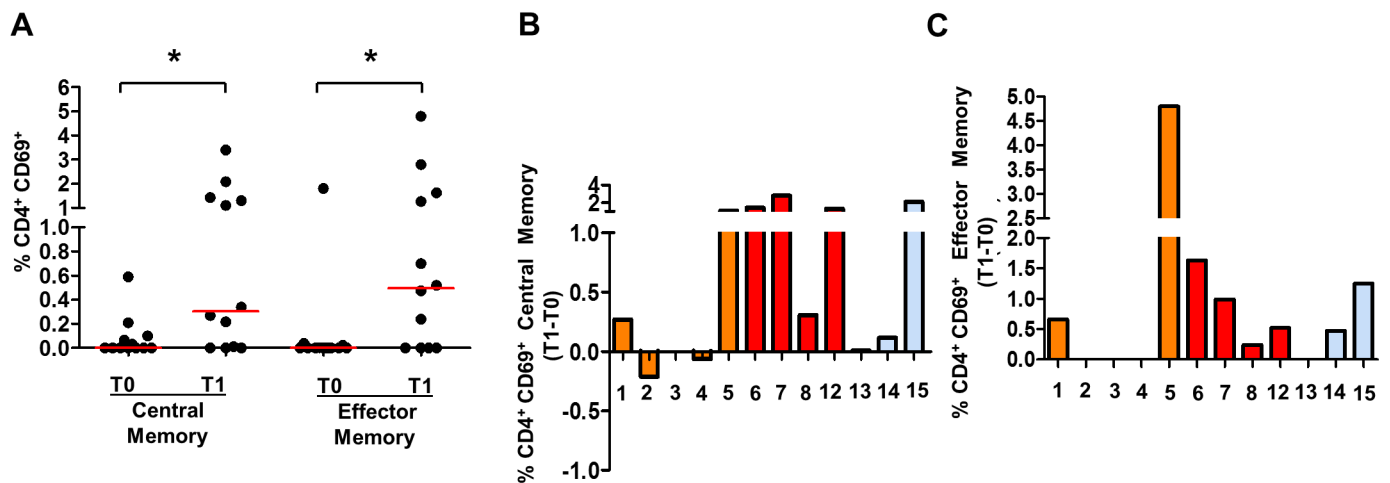 A
*
*
% CD4⁺ CD69⁺
6
5
4
3
2
1
1.0
0.8
0.6
0.4
0.2
0.0
T0 T1 T0 T1
Central Memory
Effector Memory
B
% CD4⁺ CD69⁺ Central Memory
(T1-T0)
4
2
1.0
0.5
0.0
-0.5
-1.0
1 2 3 4 5 6 7 8 12 13 14 15
C
% CD4⁺ CD69⁺ Effector Memory
(T1-T0)
5.0
4.5
4.0
3.5
3.0
2.5
2.0
1.5
1.0
0.5
0.0
1 2 3 4 5 6 7 8 12 13 14 15